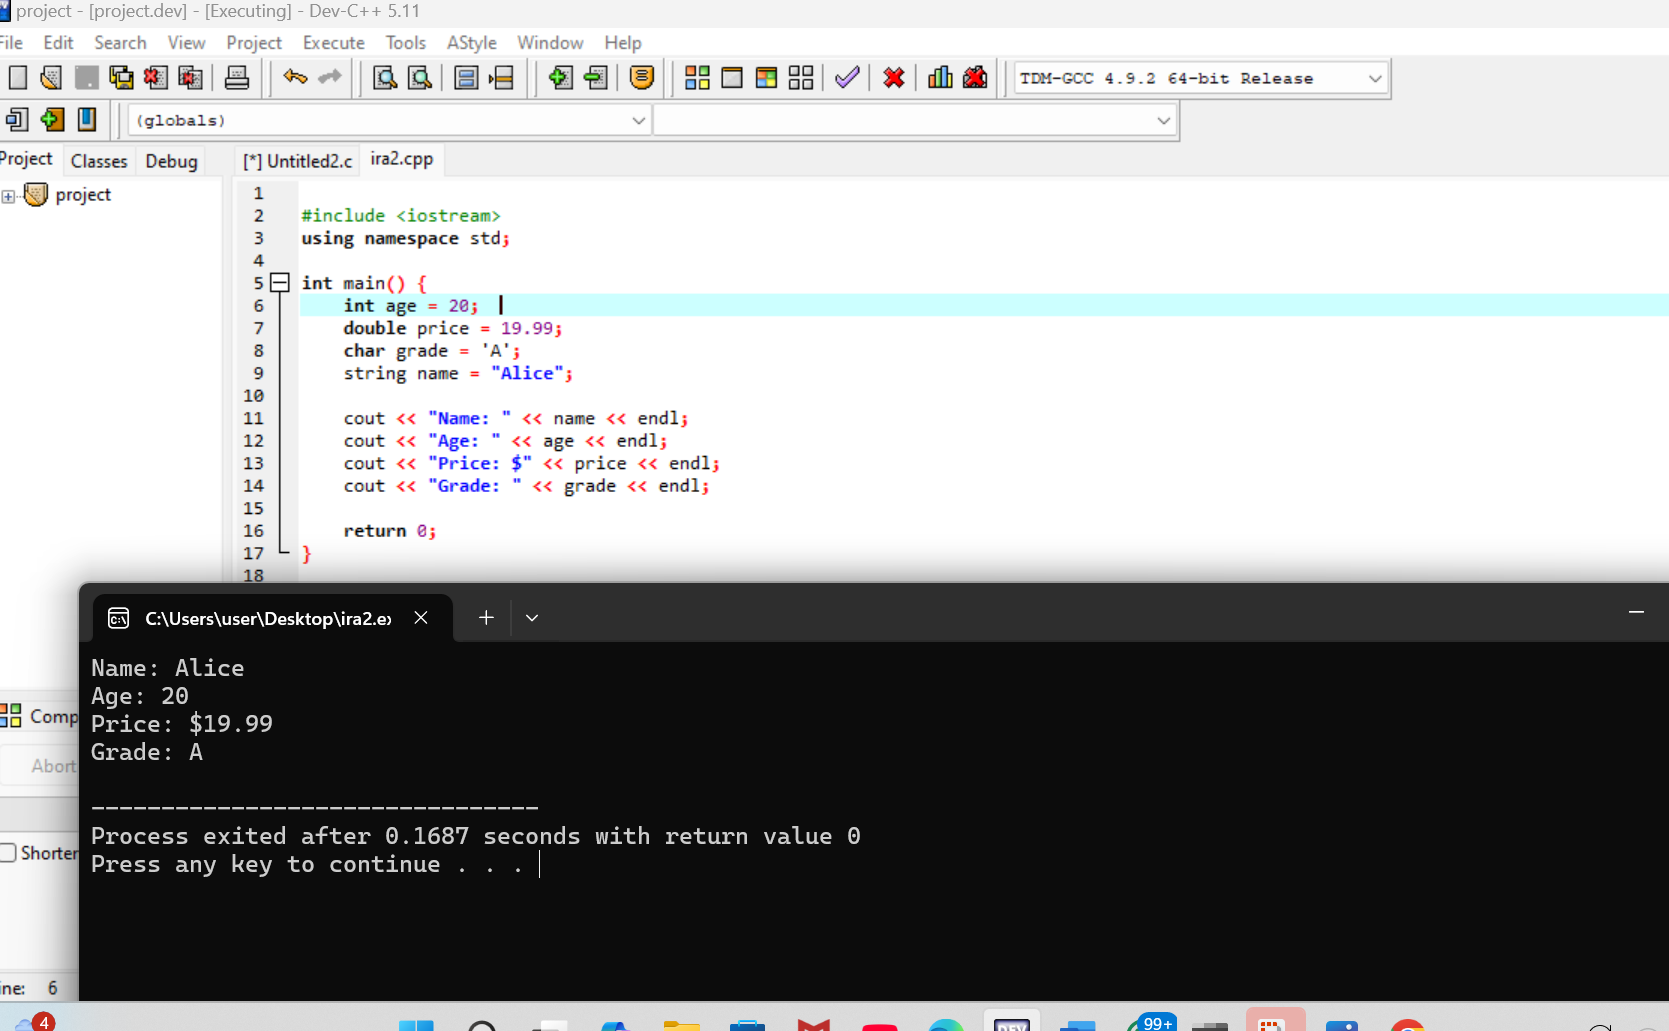 project - [project.dev] - [Executing] - Dev-C++ 5.11
File Edit Search View Project Execute Tools AStyle Window Help
TDM-GCC 4.9.2 64-bit Release
(globals)
Project Classes Debug [*] Untitled2.c ira2.cpp
project
1
2 #include <iostream>
3 using namespace std;
4
5 int main() {
6 int age = 20;
7 double price = 19.99;
8 char grade = 'A';
9 string name = "Alice";
10
11 cout << "Name: " << name << endl;
12 cout << "Age: " << age << endl;
13 cout << "Price: $" << price << endl;
14 cout << "Grade: " << grade << endl;
15
16 return 0;
17 }
18
C:\Users\user\Desktop\ira2.e
Name: Alice
Age: 20
Comp
Price: $19.99
Grade: A
Abort
--------------------------------
Process exited after 0.1687 seconds with return value 0
Shorter
Press any key to continue . . .
ine: 6
4
DEV
99+